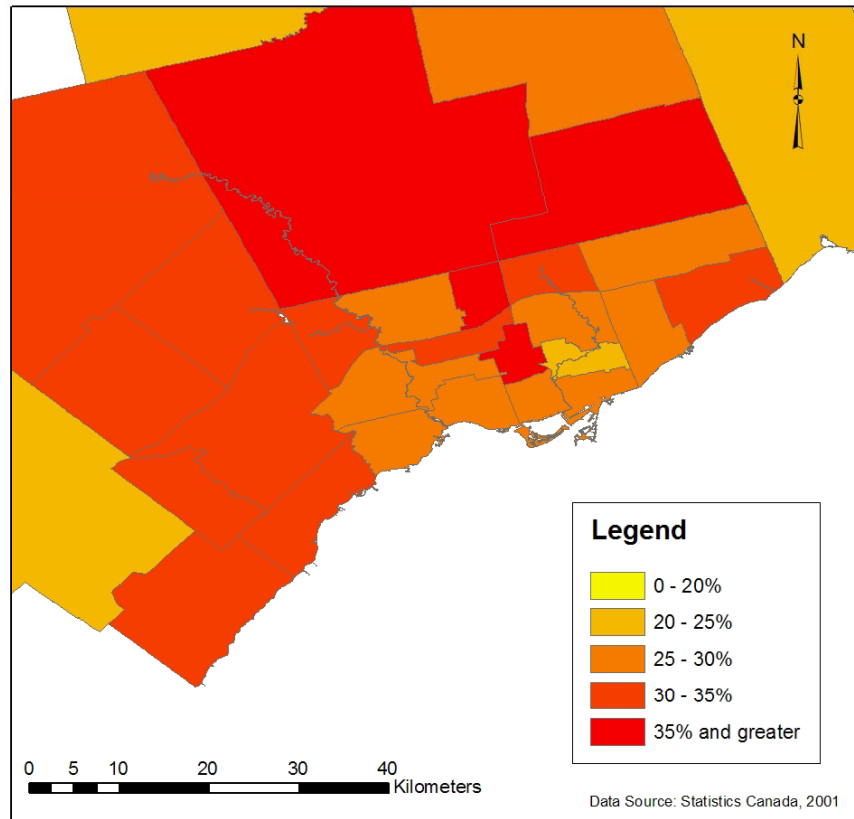 N
Legend
0 - 20%
20 - 25%
25 - 30%
30 - 35%
35% and greater
0 5 10 20 30 40
Kilometers
Data Source: Statistics Canada, 2001